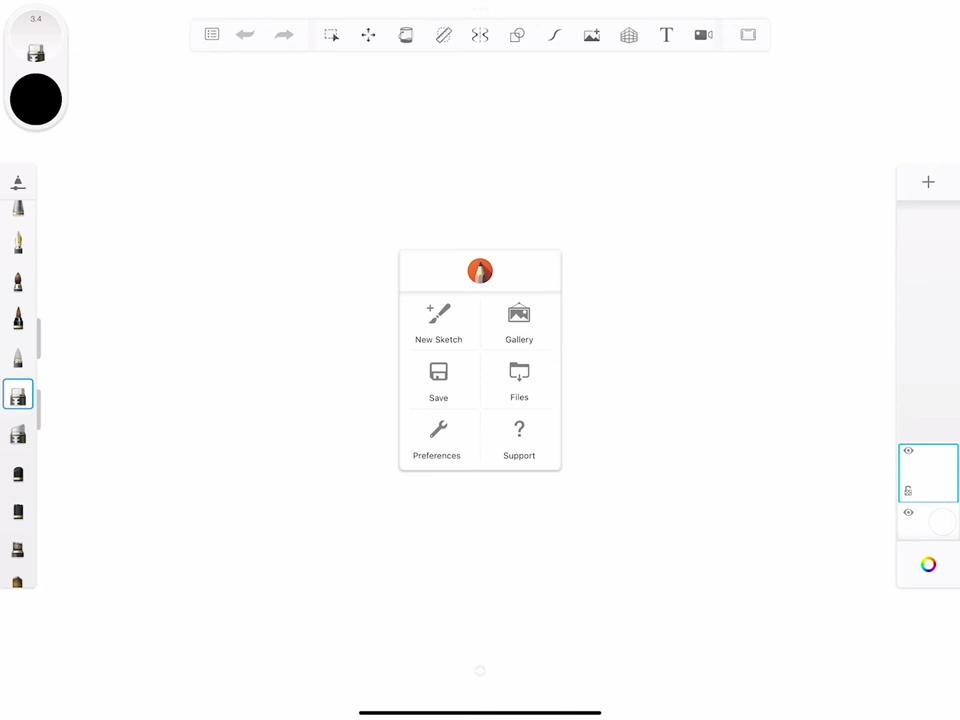 3.4
T
New Sketch
Gallery
Save
Files
?
Preferences
Support